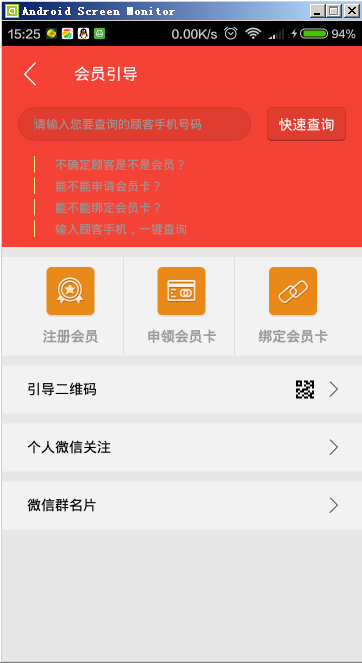 Android Screen Monitor
15:25 0.00K/s 94%
会员引导
请输入您要查询的顾客手机号码 快速查询
不确定顾客是不是会员？
能不能申请会员卡？
能不能绑定会员卡？
输入顾客手机，一键查询
注册会员 申领会员卡 绑定会员卡
引导二维码
个人微信关注
微信群名片